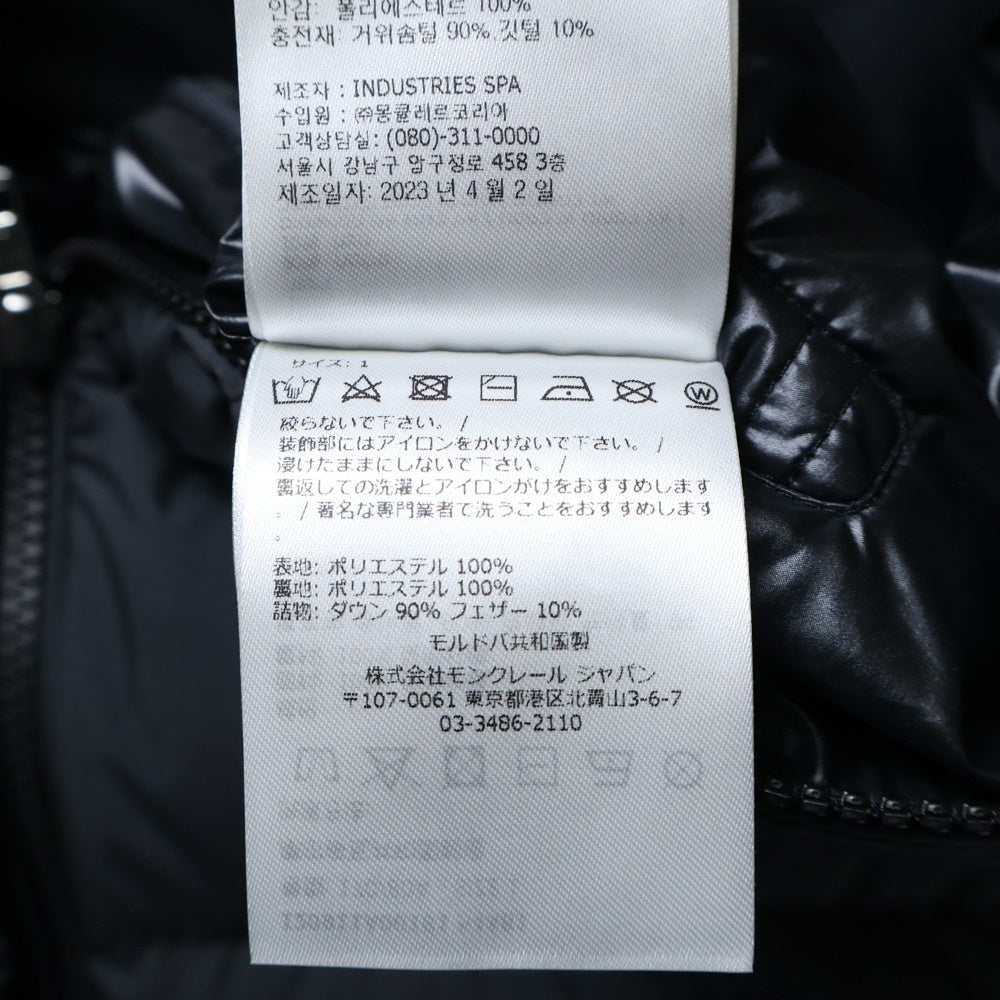 안감: 폴리에스테르 100%
충전재: 거위솜털 90%,깃털 10%
제조자 : INDUSTRIES SPA
수입원 : ㈜몽클레르코리아
고객상담실: (080)-311-0000
서울시 강남구 압구정로 458 3층
제조일자: 2023 년 4 월 2 일
サイズ: 1
W
絞らないで下さい。 /
装飾部にはアイロンをかけないで下さい。 /
浸けたままにしないで下さい。 /
裏返しての洗濯とアイロンがけをおすすめします
。 / 著名な専門業者で洗うことをおすすめします
。
表地: ポリエステル 100%
裏地: ポリエステル 100%
詰物: ダウン 90% フェザー 10%
モルドバ共和国製
株式会社モンクレール ジャパン
〒107-0061 東京都港区北青山3-6-7
03-3486-2110